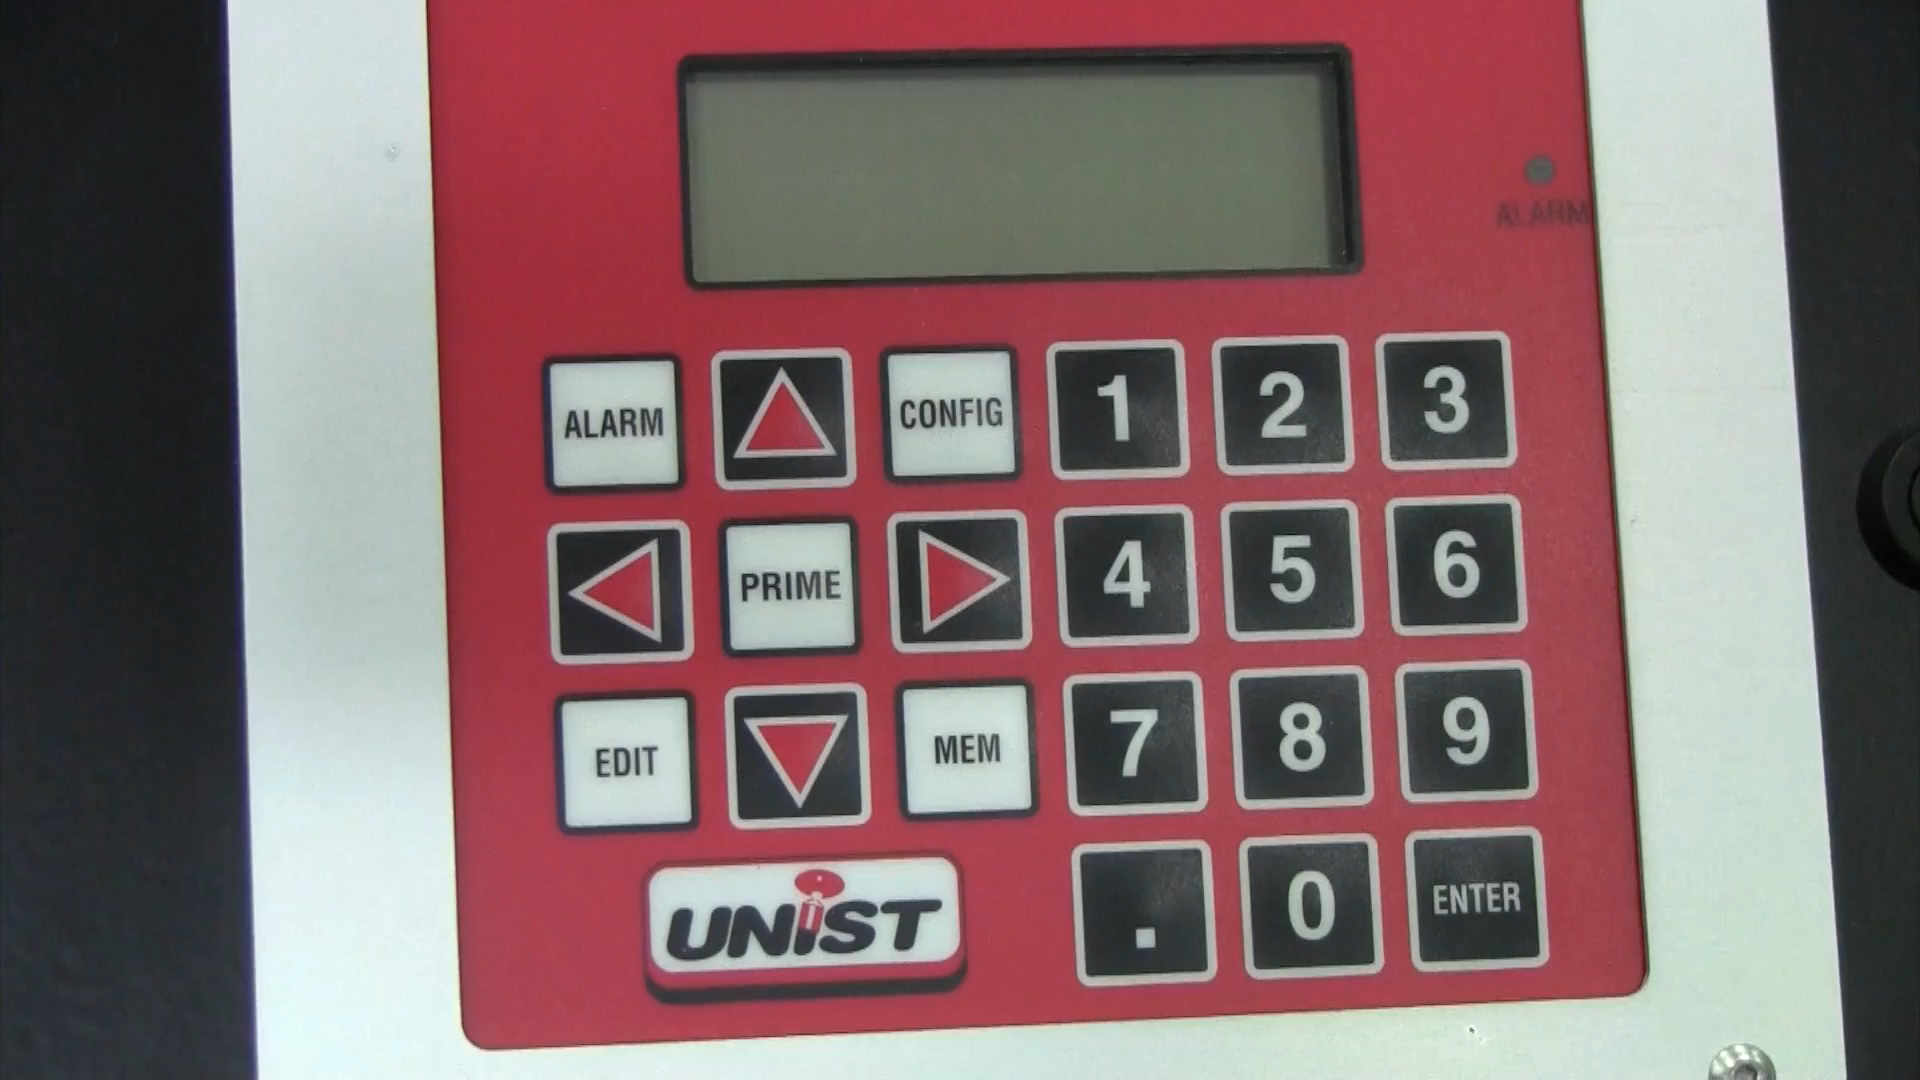 ALARM
ALARM CONFIG 1 2 3
PRIME 4 5 6
EDIT MEM 7 8 9
UNIST . 0 ENTER